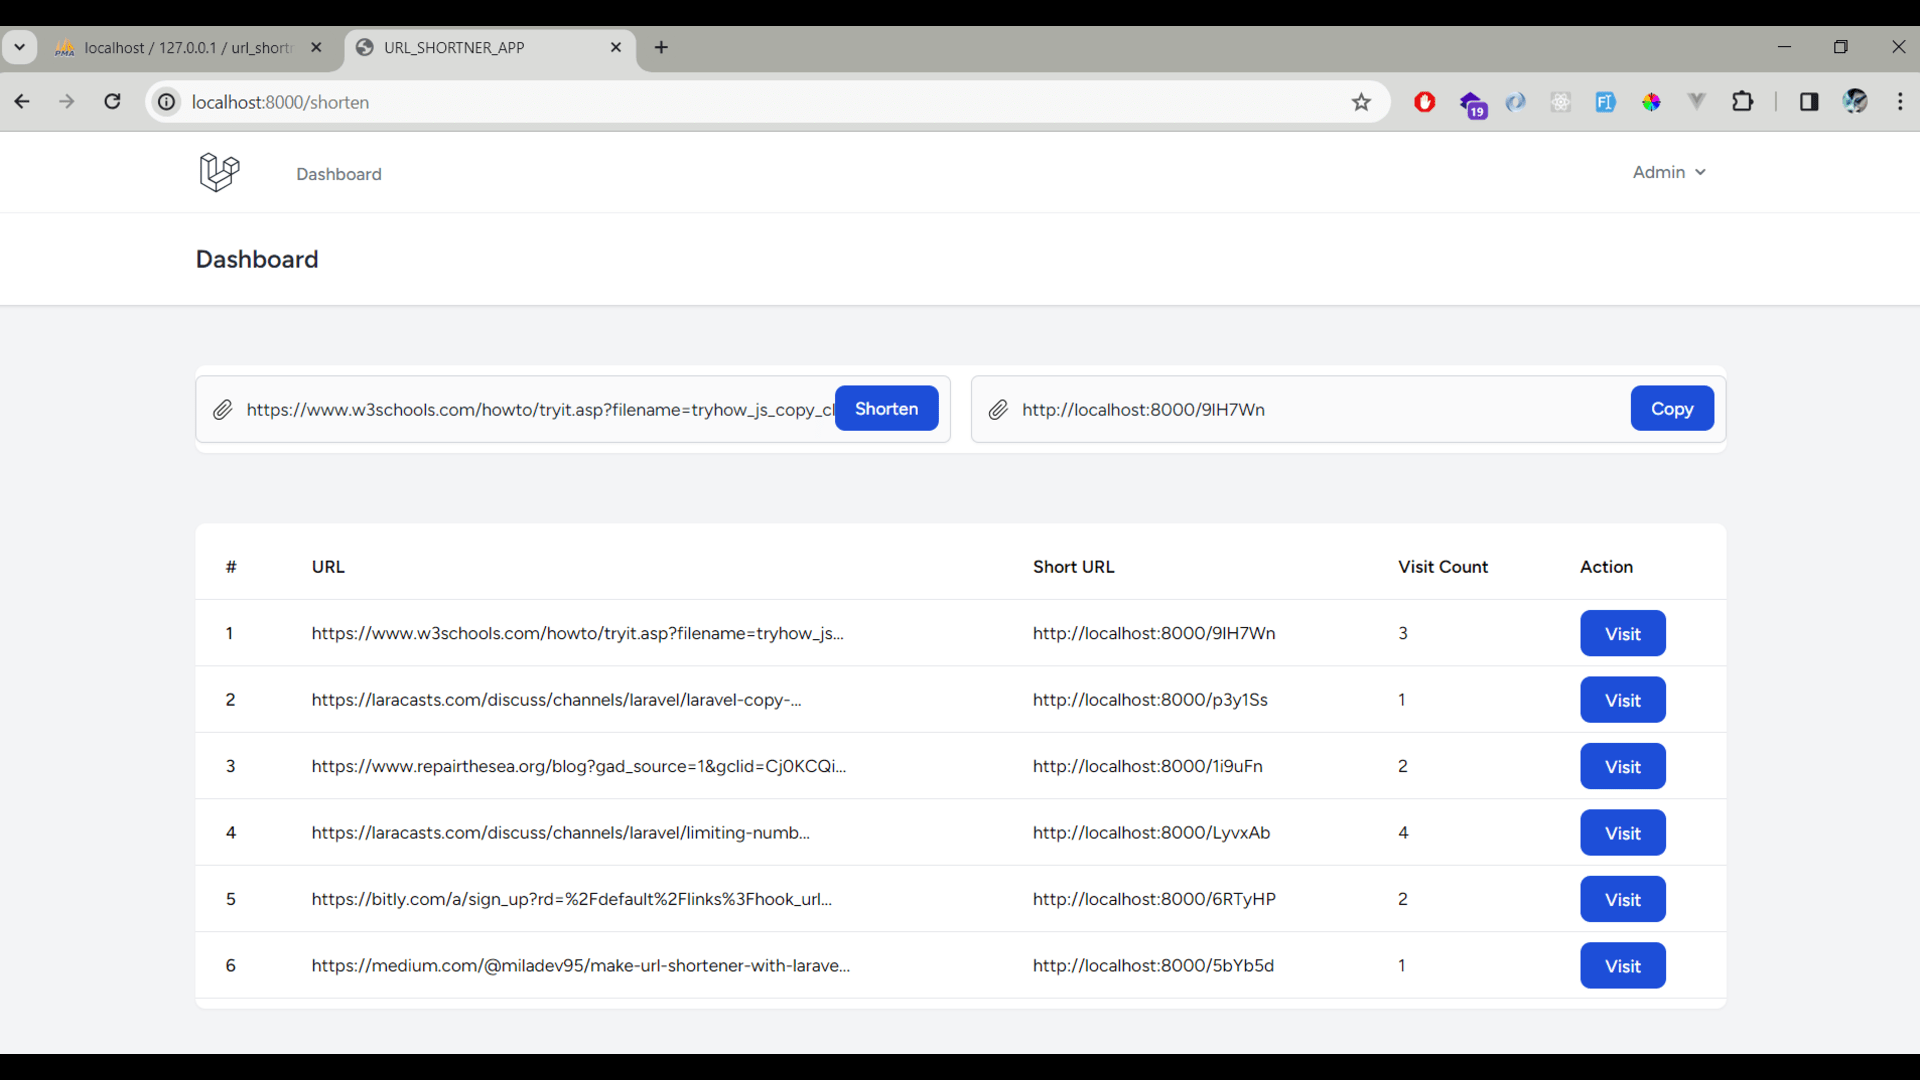 PMA localhost / 127.0.0.1 / url_short
URL_SHORTNER_APP
localhost:8000/shorten
19
FI
Dashboard
Admin
Dashboard
https://www.w3schools.com/howto/tryit.asp?filename=tryhow_js_copy_cl
Shorten
http://localhost:8000/9lH7Wn
Copy
# URL Short URL Visit Count Action
1 https://www.w3schools.com/howto/tryit.asp?filename=tryhow_js... http://localhost:8000/9lH7Wn 3 Visit
2 https://laracasts.com/discuss/channels/laravel/laravel-copy-... http://localhost:8000/p3y1Ss 1 Visit
3 https://www.repairthesea.org/blog?gad_source=1&gclid=Cj0KCQi... http://localhost:8000/1i9uFn 2 Visit
4 https://laracasts.com/discuss/channels/laravel/limiting-numb... http://localhost:8000/LyvxAb 4 Visit
5 https://bitly.com/a/sign_up?rd=%2Fdefault%2Flinks%3Fhook_url... http://localhost:8000/6RTyHP 2 Visit
6 https://medium.com/@miladev95/make-url-shortener-with-larave... http://localhost:8000/5bYb5d 1 Visit